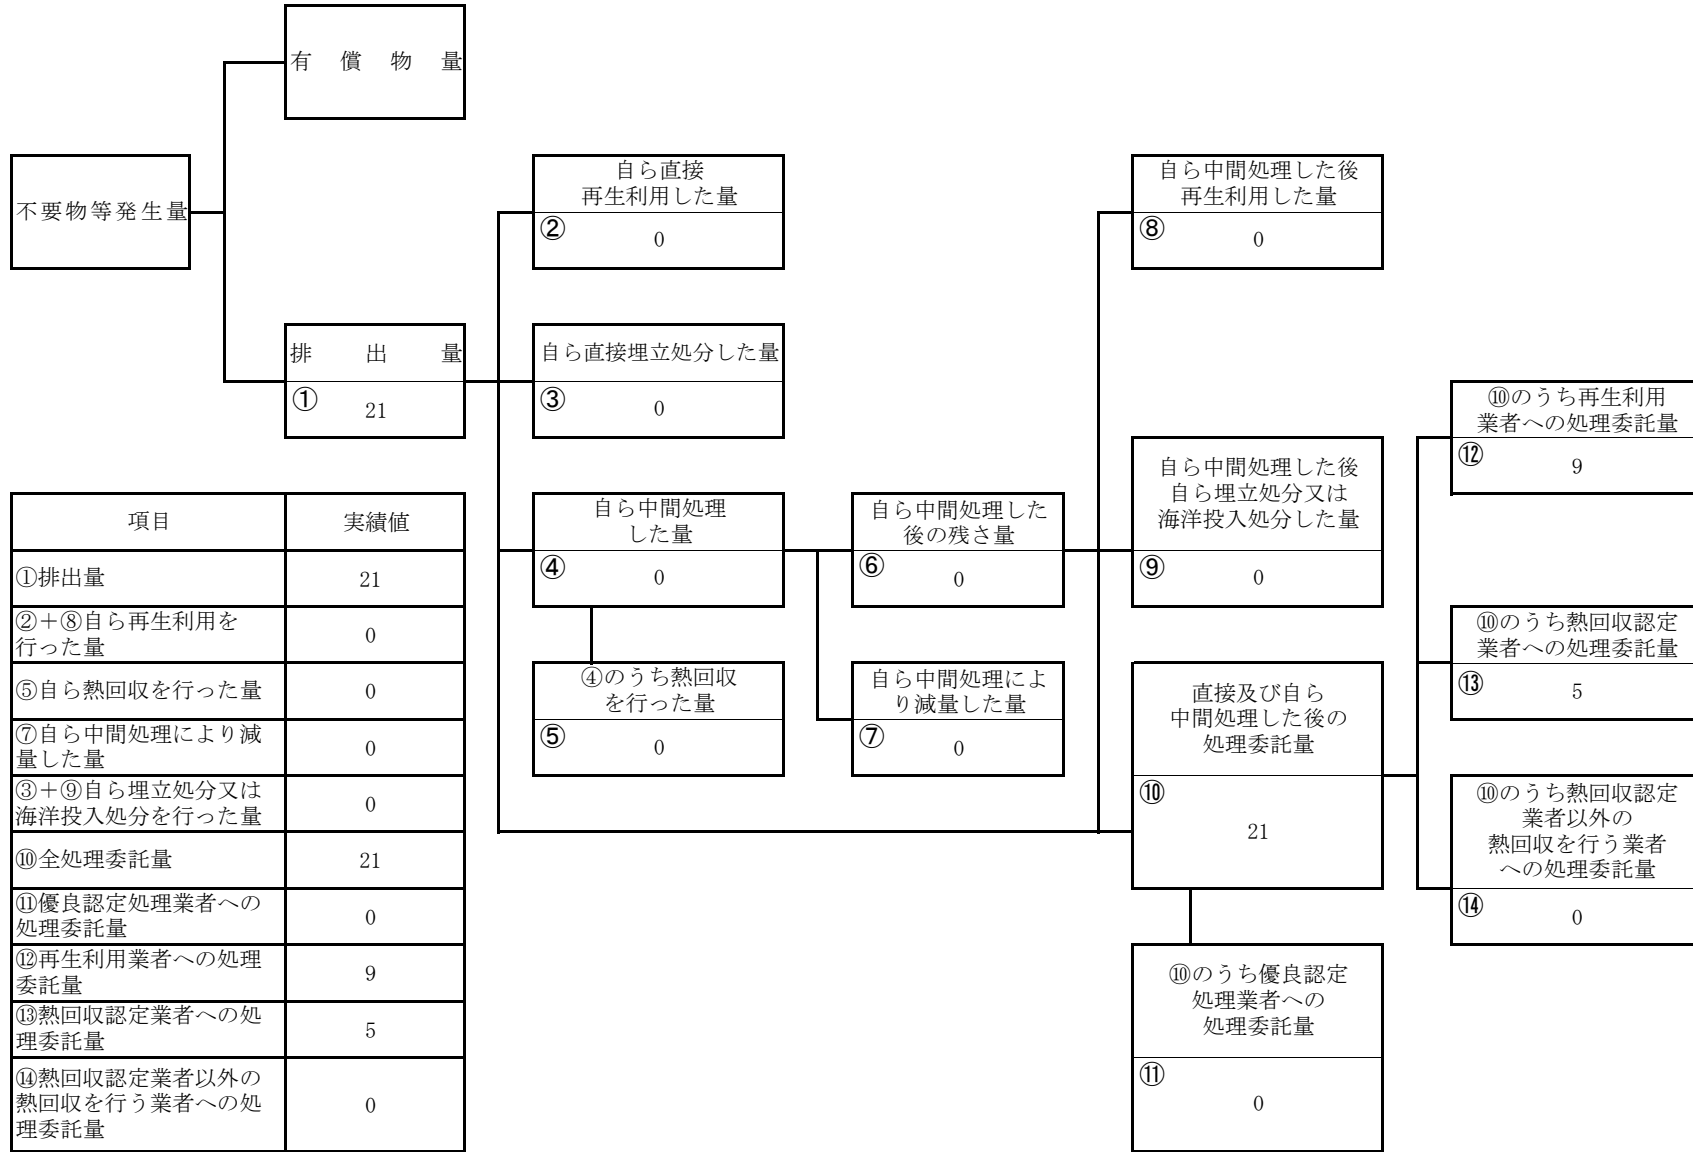 有償物量
不要物等発生量
排出量
①
21
自ら直接
再生利用した量
②
0
自ら直接埋立処分した量
③
0
自ら中間処理
した量
④
0
④のうち熱回収
を行った量
⑤
0
自ら中間処理した
後の残さ量
⑥
0
自ら中間処理によ
り減量した量
⑦
0
自ら中間処理した後
再生利用した量
⑧
0
自ら中間処理した後
自ら埋立処分又は
海洋投入処分した量
⑨
0
直接及び自ら
中間処理した後の
処理委託量
⑩
21
⑩のうち優良認定
処理業者への
処理委託量
⑪
0
⑩のうち再生利用
業者への処理委託量
⑫
9
⑩のうち熱回収認定
業者への処理委託量
⑬
5
⑩のうち熱回収認定
業者以外の
熱回収を行う業者
への処理委託量
⑭
0
項目 実績値
①排出量 21
②+⑧自ら再生利用を
行った量 0
⑤自ら熱回収を行った量 0
⑦自ら中間処理により減
量した量 0
③+⑨自ら埋立処分又は
海洋投入処分を行った量 0
⑩全処理委託量 21
⑪優良認定処理業者への
処理委託量 0
⑫再生利用業者への処理
委託量 9
⑬熱回収認定業者への処
理委託量 5
⑭熱回収認定業者以外の
熱回収を行う業者への処
理委託量 0